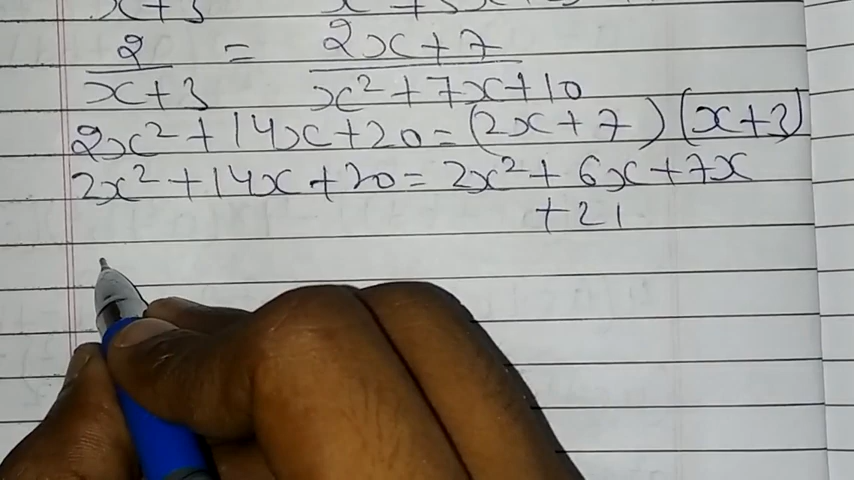 x+3
2/(x+3) = (2x+7)/(x²+7x+10)
2x²+14x+20=(2x+7)(x+3)
2x²+14x+20=2x²+6x+7x
+21